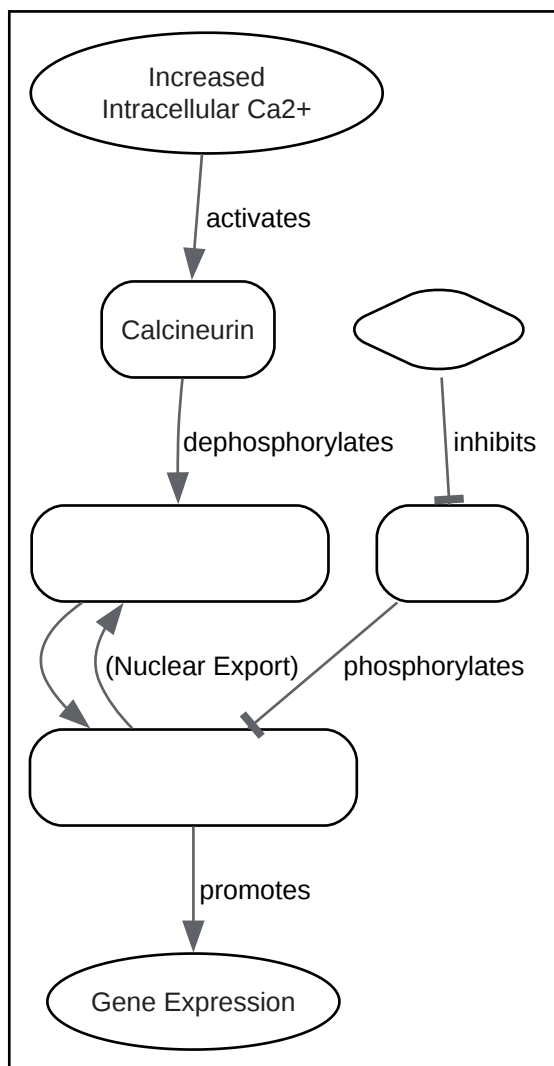 Increased
Intracellular Ca2+
activates
Calcineurin
dephosphorylates
inhibits
(Nuclear Export)
phosphorylates
promotes
Gene Expression